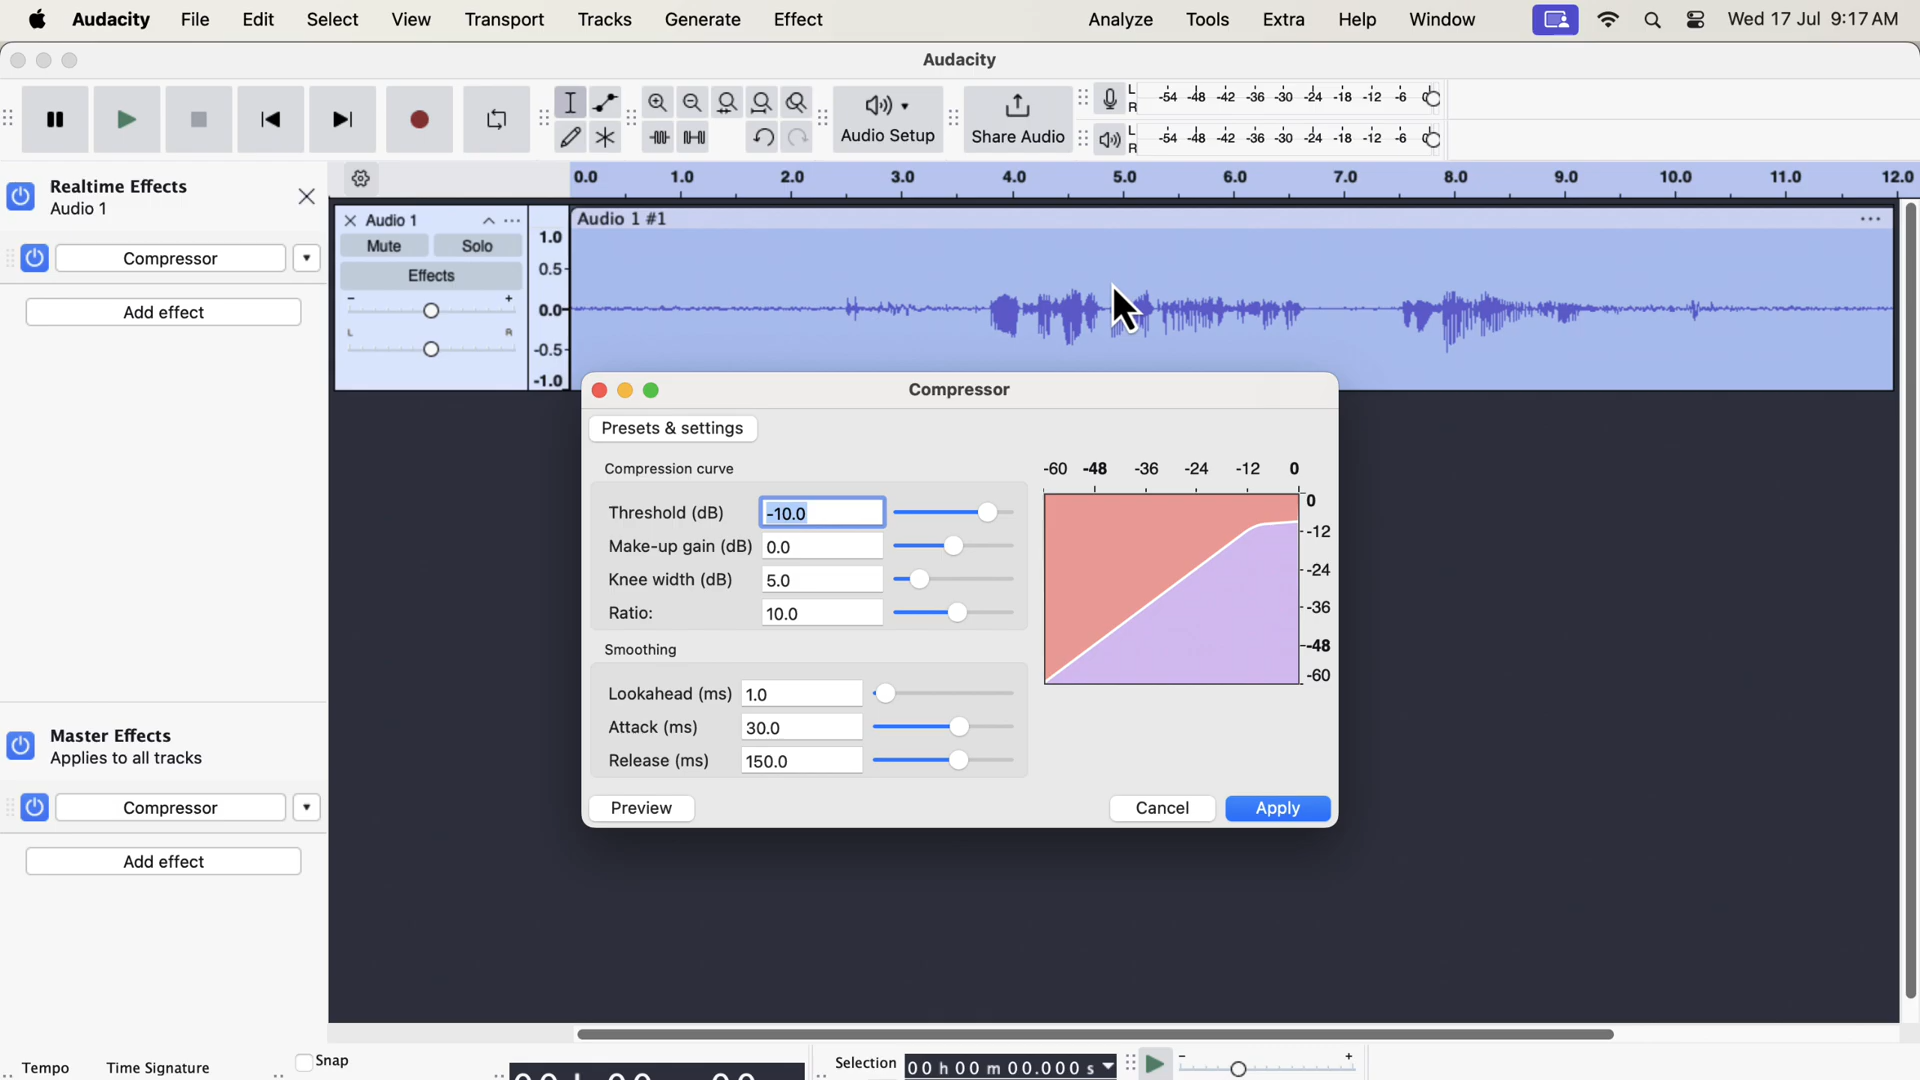 Audacity File Edit Select View Transport Tracks Generate Effect Analyze Tools Extra Help Window Wed 17 Jul 9:17 AM
Audacity
Audio Setup
Share Audio
L R -54 -48 -42 -36 -30 -24 -18 -12 -6
L R -54 -48 -42 -36 -30 -24 -18 -12 -6
Realtime Effects
Audio 1
0.0 1.0 2.0 3.0 4.0 5.0 6.0 7.0 8.0 9.0 10.0 11.0 12.0
Audio 1
Audio 1 #1
Mute Solo
Effects
- +
L R
1.0
0.5
0.0
-0.5
-1.0
Compressor
Add effect
Compressor
Presets & settings
Compression curve
Threshold (dB) -10.0
Make-up gain (dB) 0.0
Knee width (dB) 5.0
Ratio: 10.0
-60 -48 -36 -24 -12 0
0
-12
-24
-36
-48
-60
Smoothing
Lookahead (ms) 1.0
Attack (ms) 30.0
Release (ms) 150.0
Preview Cancel Apply
Master Effects
Applies to all tracks
Compressor
Add effect
Tempo Time Signature Snap
Selection 00 h 00 m 00.000 s
- +